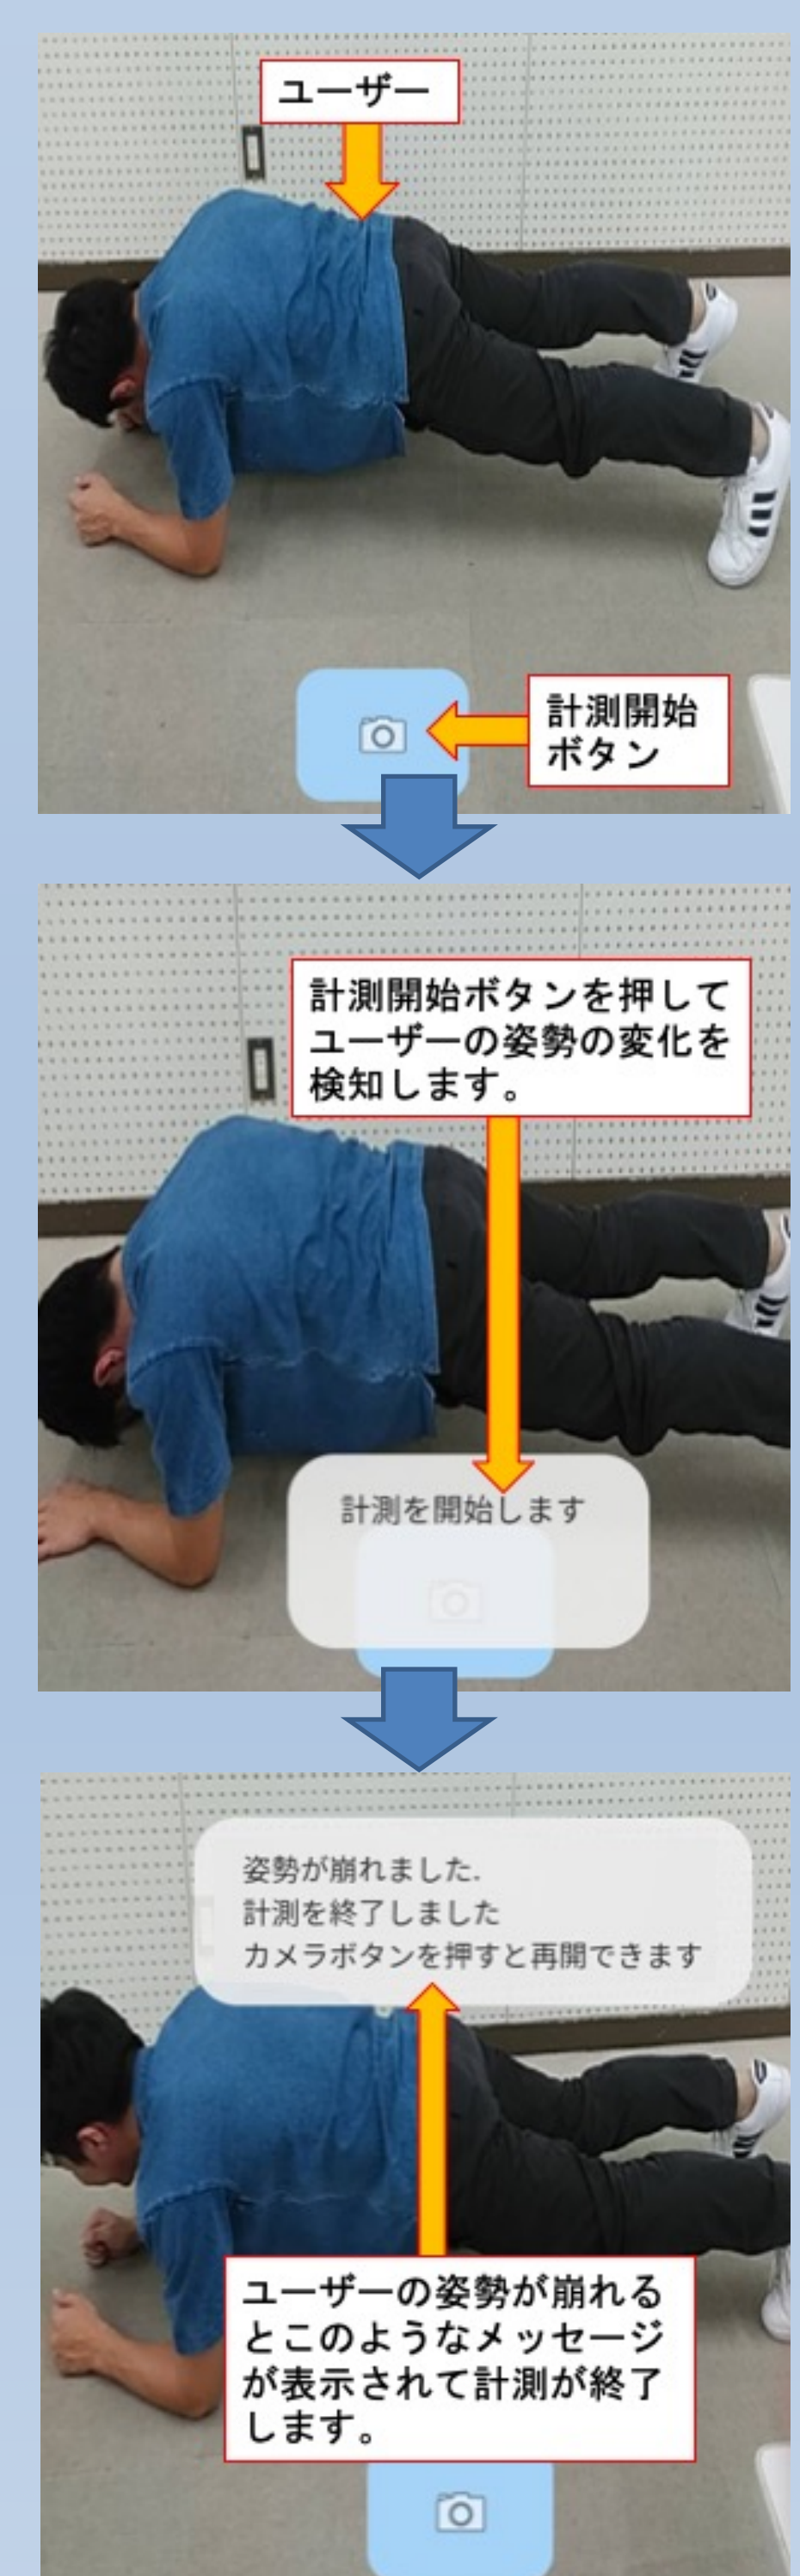 ユーザー
計測開始
ボタン
計測開始ボタンを押して
ユーザーの姿勢の変化を
検知します。
計測を開始します
姿勢が崩れました.
計測を終了しました
カメラボタンを押すと再開できます
ユーザーの姿勢が崩れる
とこのようなメッセージ
が表示されて計測が終了
します。